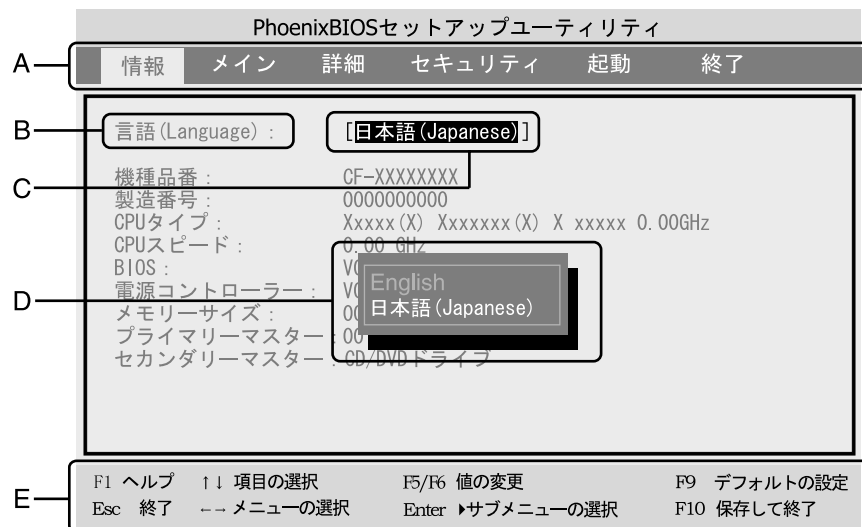 PhoenixBIOSセットアップユーティリティ
A
情報 メイン 詳細 セキュリティ 起動 終了
B
言語(Language) : [日本語(Japanese)]
C
機種品番 : CF-XXXXXXXX
製造番号 : 0000000000
CPUタイプ : Xxxxx(X) Xxxxxxx(X) X xxxxx 0.00GHz
CPUスピード : 0.00 GHz
BIOS :
電源コントローラー :
メモリーサイズ :
プライマリーマスター : 00
セカンダリーマスター : CD/DVDドライブ
D
English
日本語(Japanese)
E
F1 ヘルプ ↑↓ 項目の選択 F5/F6 値の変更 F9 デフォルトの設定
Esc 終了 ←→ メニューの選択 Enter ▶サブメニューの選択 F10 保存して終了